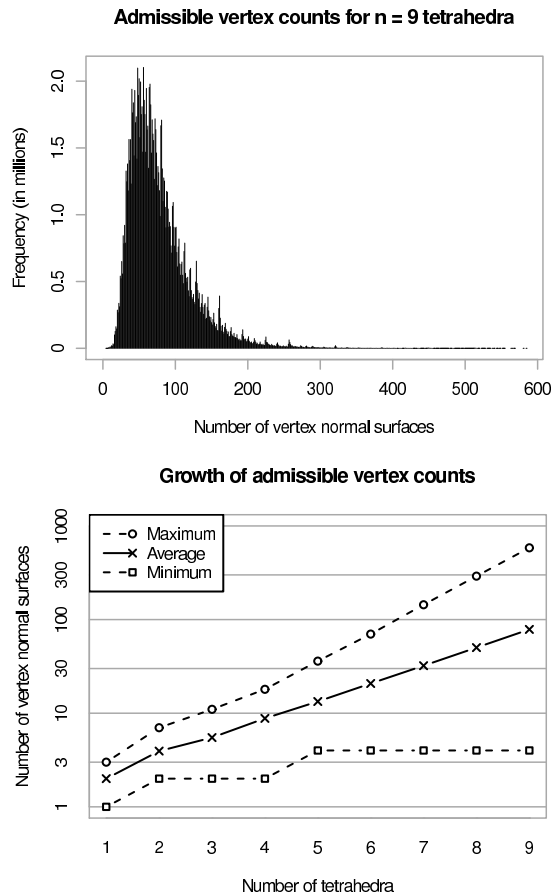 Admissible vertex counts for n = 9 tetrahedra
Frequency (in millions)
2.0
1.5
1.0
0.5
0
0 100 200 300 400 500 600
Number of vertex normal surfaces
Growth of admissible vertex counts
Number of vertex normal surfaces
1000
300
100
30
10
3
1
Maximum
Average
Minimum
1 2 3 4 5 6 7 8 9
Number of tetrahedra